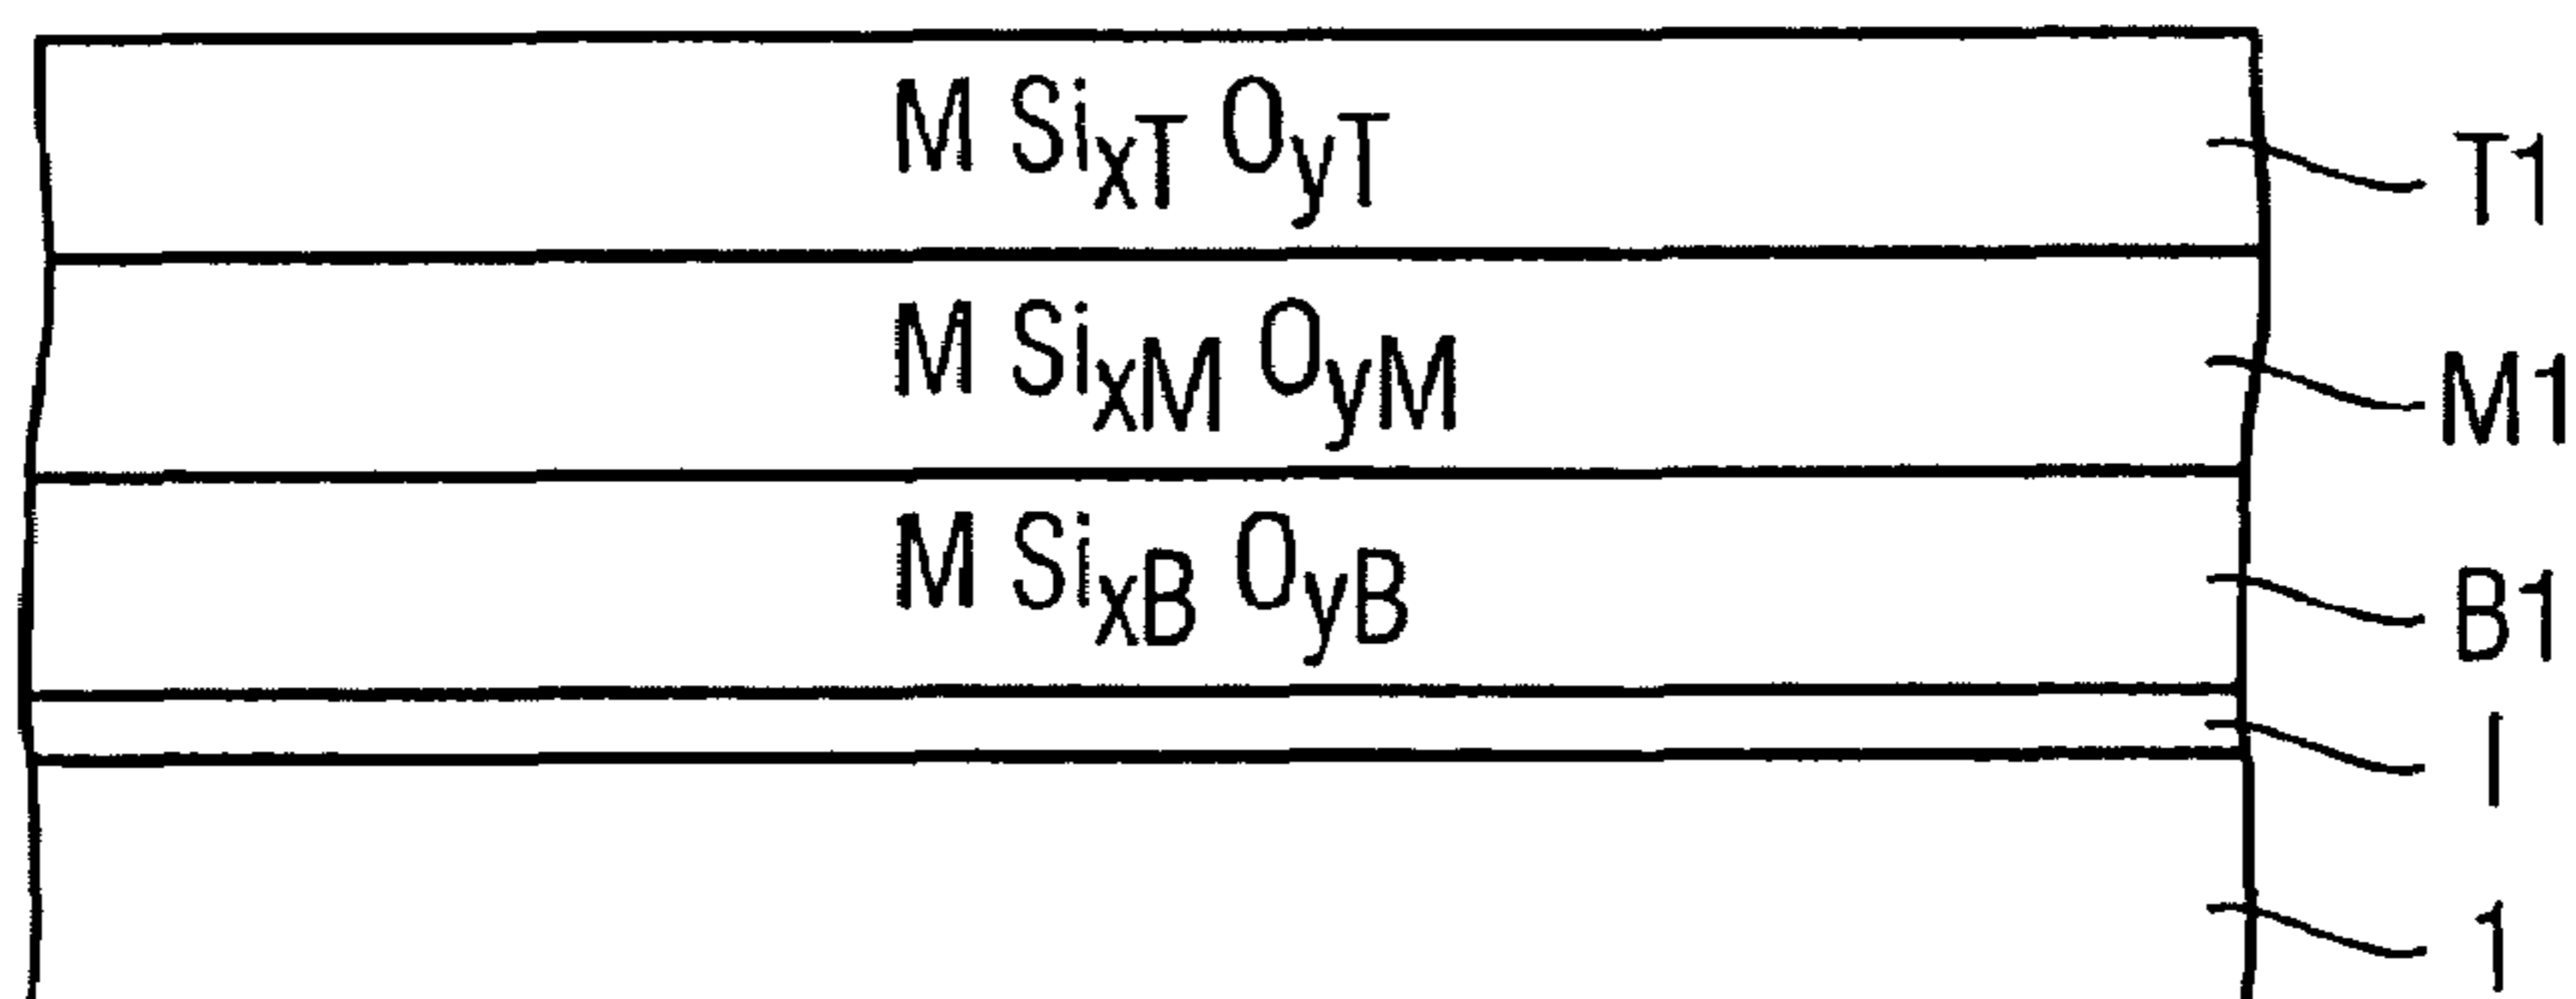 M Si_xT O_yT T1
M Si_xM O_yM M1
M Si_xB O_yB B1
I
1